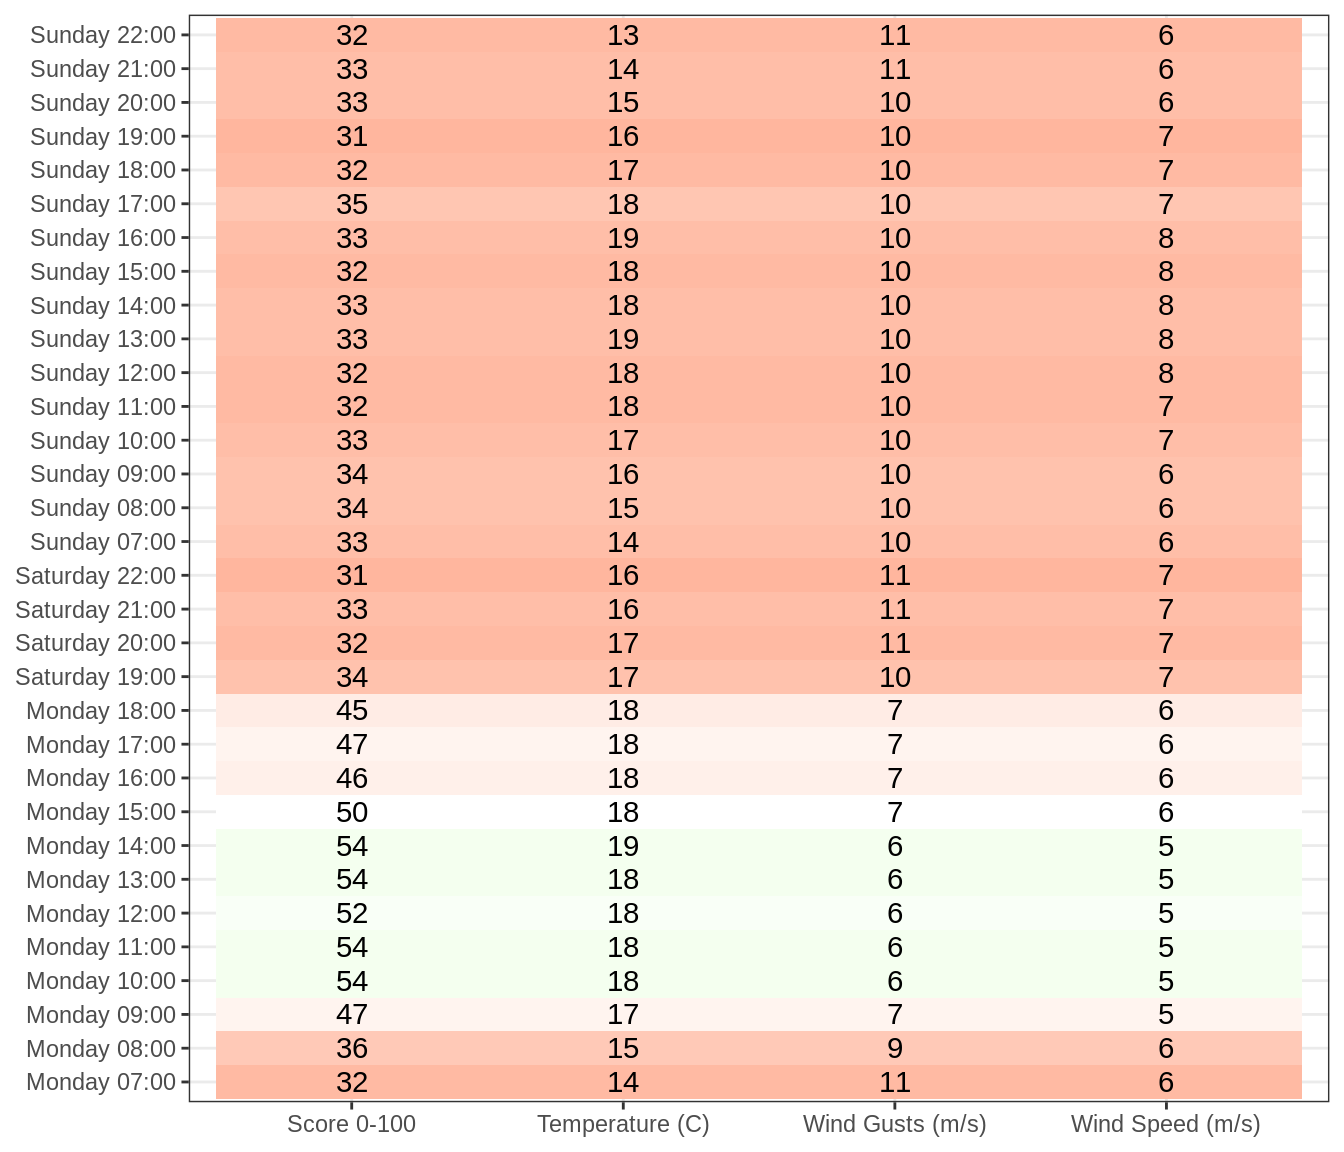 Sunday 22:00 32 13 11 6
Sunday 21:00 33 14 11 6
Sunday 20:00 33 15 10 6
Sunday 19:00 31 16 10 7
Sunday 18:00 32 17 10 7
Sunday 17:00 35 18 10 7
Sunday 16:00 33 19 10 8
Sunday 15:00 32 18 10 8
Sunday 14:00 33 18 10 8
Sunday 13:00 33 19 10 8
Sunday 12:00 32 18 10 8
Sunday 11:00 32 18 10 7
Sunday 10:00 33 17 10 7
Sunday 09:00 34 16 10 6
Sunday 08:00 34 15 10 6
Sunday 07:00 33 14 10 6
Saturday 22:00 31 16 11 7
Saturday 21:00 33 16 11 7
Saturday 20:00 32 17 11 7
Saturday 19:00 34 17 10 7
Monday 18:00 45 18 7 6
Monday 17:00 47 18 7 6
Monday 16:00 46 18 7 6
Monday 15:00 50 18 7 6
Monday 14:00 54 19 6 5
Monday 13:00 54 18 6 5
Monday 12:00 52 18 6 5
Monday 11:00 54 18 6 5
Monday 10:00 54 18 6 5
Monday 09:00 47 17 7 5
Monday 08:00 36 15 9 6
Monday 07:00 32 14 11 6
Score 0-100 Temperature (C) Wind Gusts (m/s) Wind Speed (m/s)